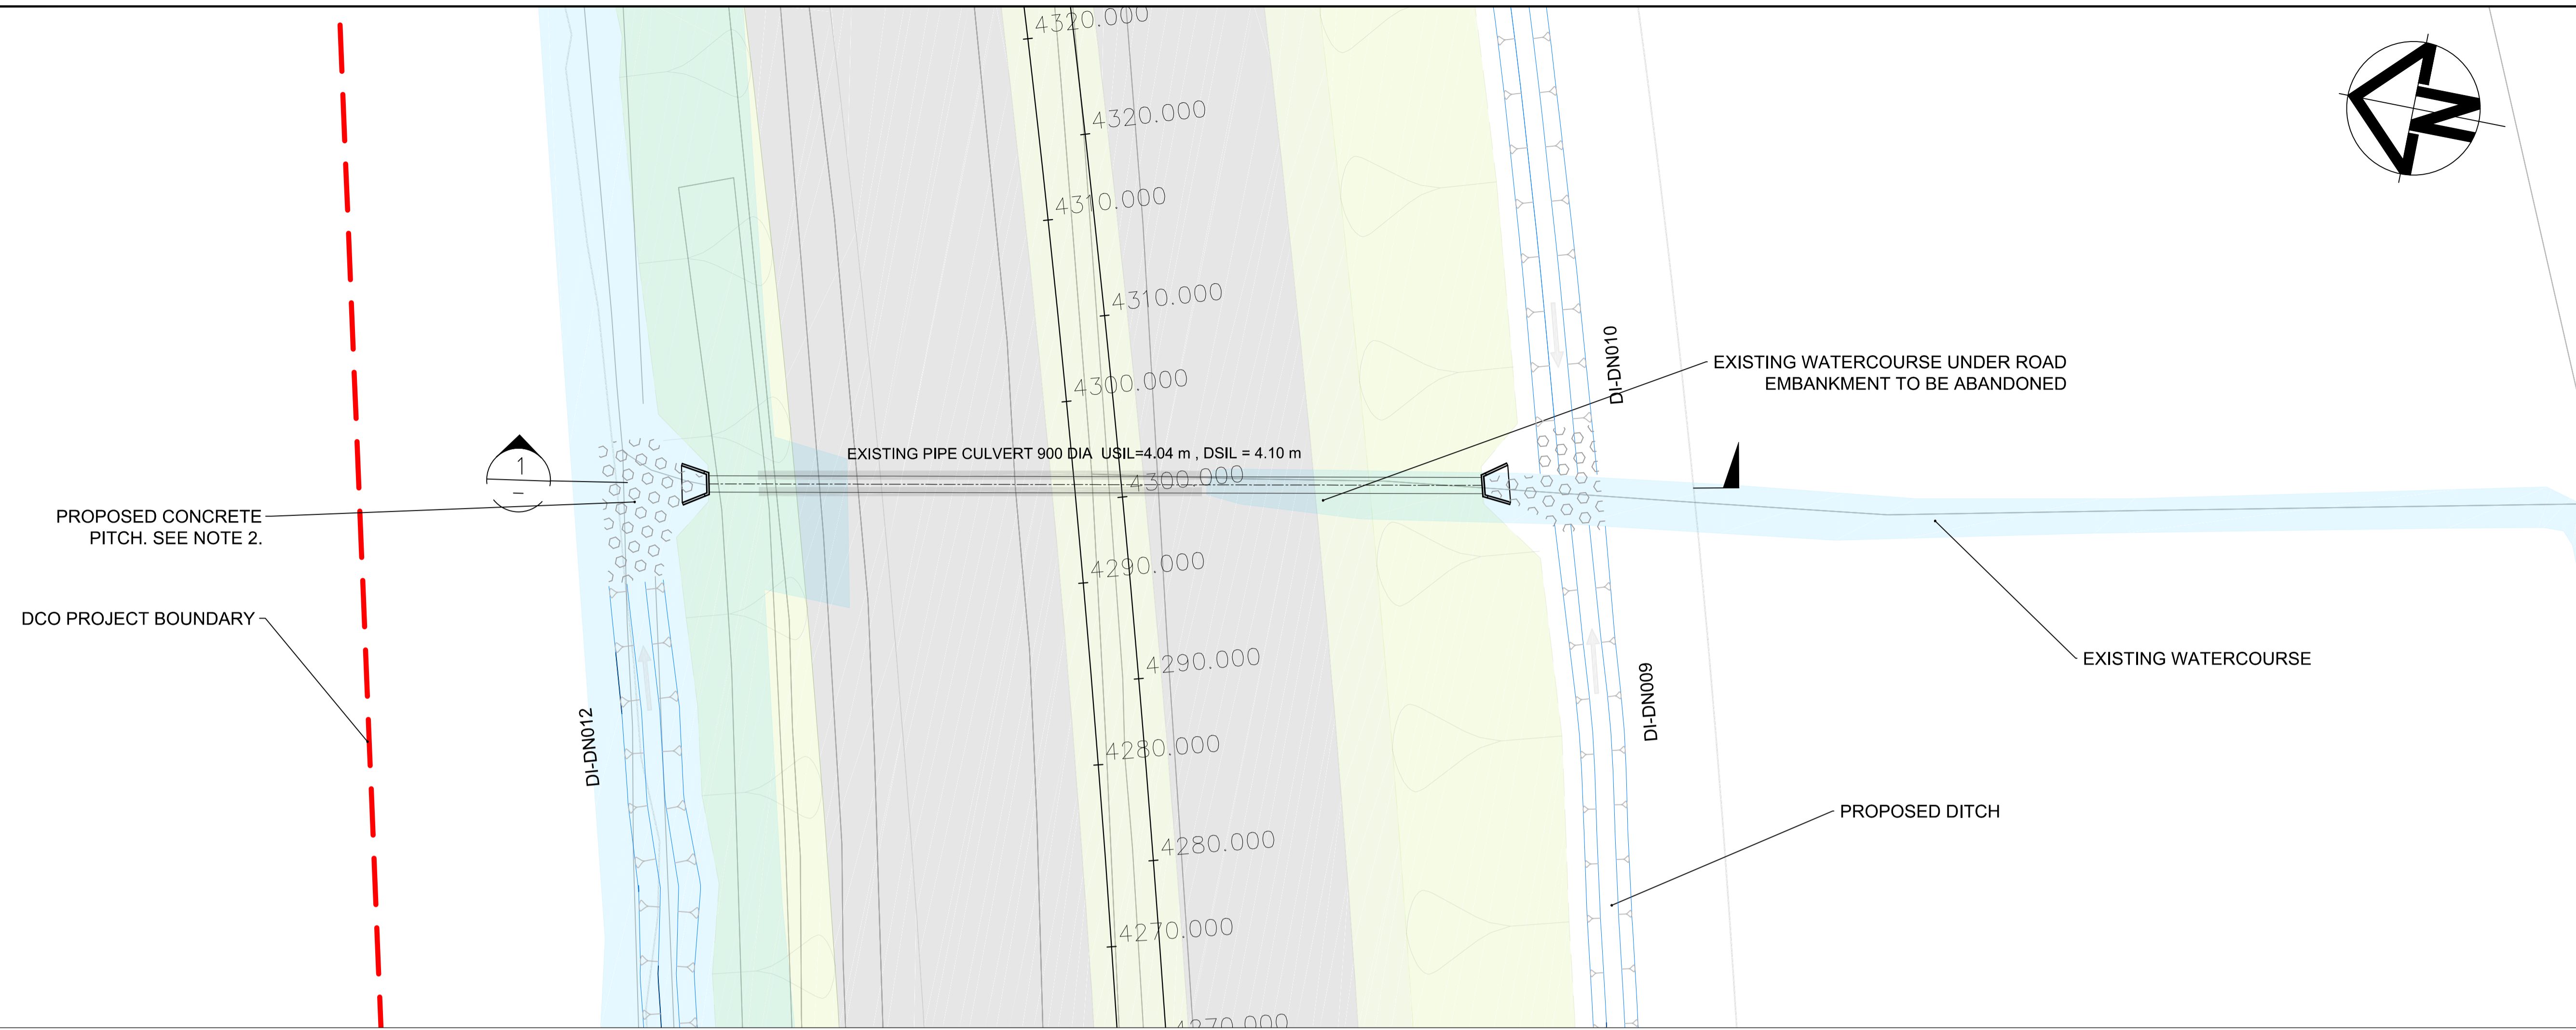 4320.000
4320.000
4310.000
4310.000
4300.000
EXISTING PIPE CULVERT 900 DIA  USIL=4.04 m , DSIL = 4.10 m
4300.000
4290.000
4290.000
4280.000
4280.000
4270.000
4270.000
N
1
-
PROPOSED CONCRETE
PITCH. SEE NOTE 2.
DCO PROJECT BOUNDARY
DI-DN012
DI-DN010
DI-DN009
EXISTING WATERCOURSE UNDER ROAD
EMBANKMENT TO BE ABANDONED
EXISTING WATERCOURSE
PROPOSED DITCH